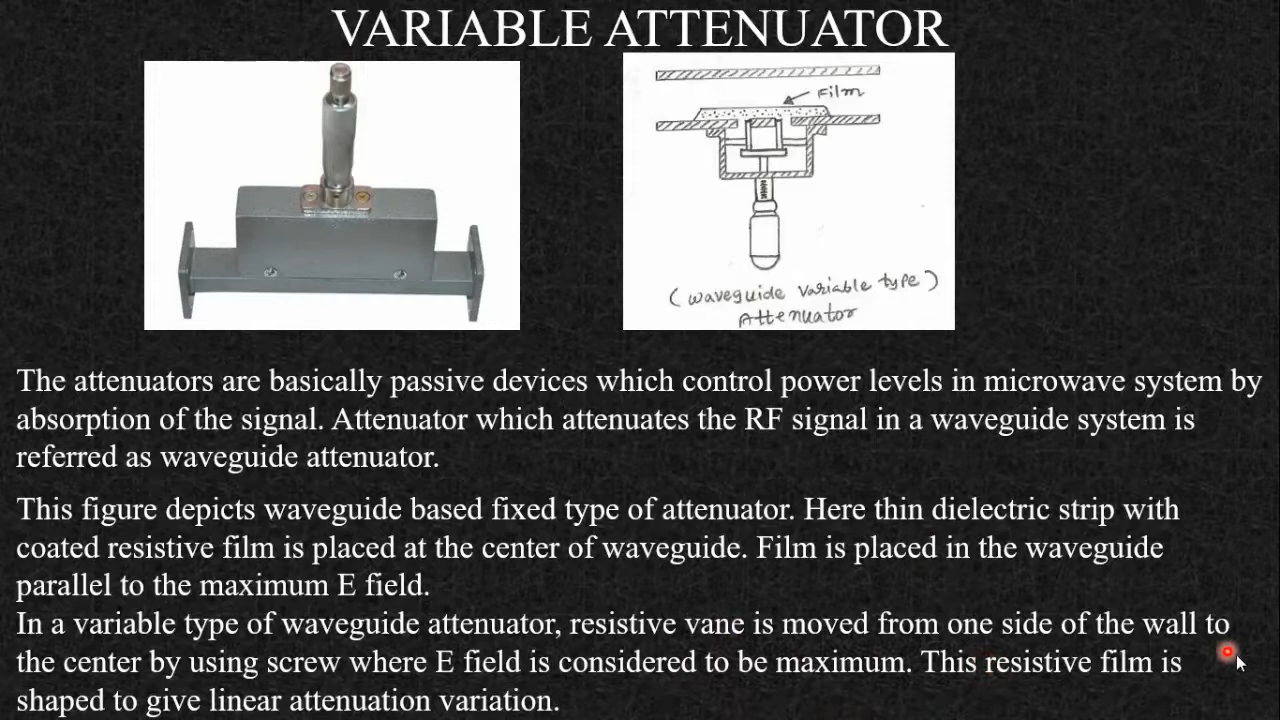 VARIABLE ATTENUATOR
Film
(waveguide variable type)
Attenuator
The attenuators are basically passive devices which control power levels in microwave system by
absorption of the signal. Attenuator which attenuates the RF signal in a waveguide system is
referred as waveguide attenuator.
This figure depicts waveguide based fixed type of attenuator. Here thin dielectric strip with
coated resistive film is placed at the center of waveguide. Film is placed in the waveguide
parallel to the maximum E field.
In a variable type of waveguide attenuator, resistive vane is moved from one side of the wall to
the center by using screw where E field is considered to be maximum. This resistive film is
shaped to give linear attenuation variation.